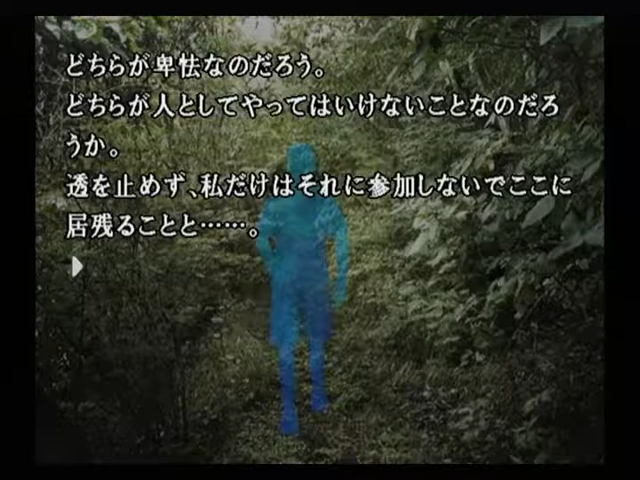 どちらが卑怯なのだろう。
どちらが人としてやってはいけないことなのだろ
うか。
透を止めず、私だけはそれに参加しないでここに
居残ることと……。